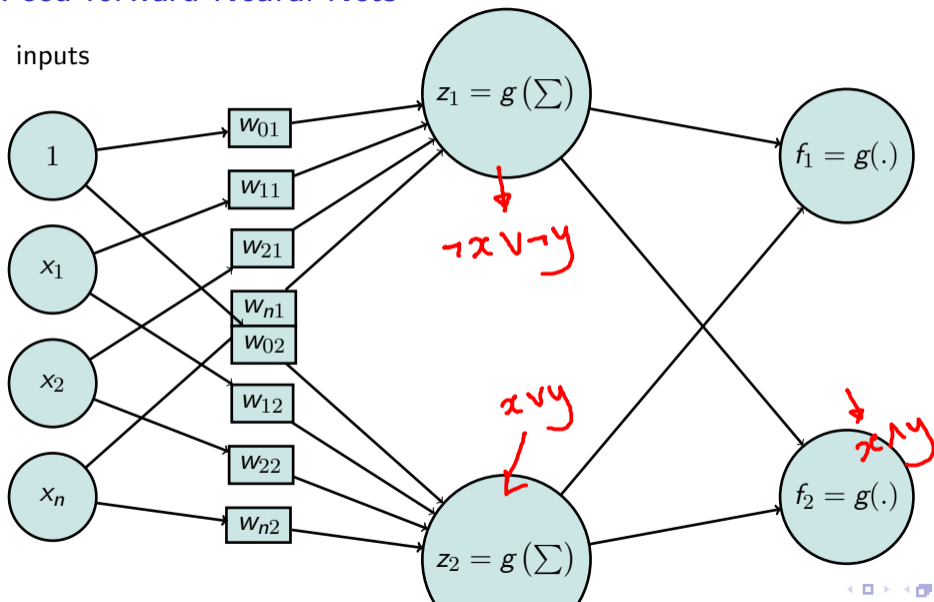 Feed-forward Neural Nets
inputs
1
x₁
x₂
xₙ
w₀₁
w₁₁
w₂₁
wₙ₁
w₀₂
w₁₂
w₂₂
wₙ₂
z₁ = g (∑)
¬x ∨ ¬y
x ∨ y
z₂ = g (∑)
f₁ = g(.)
x ∧ y
f₂ = g(.)